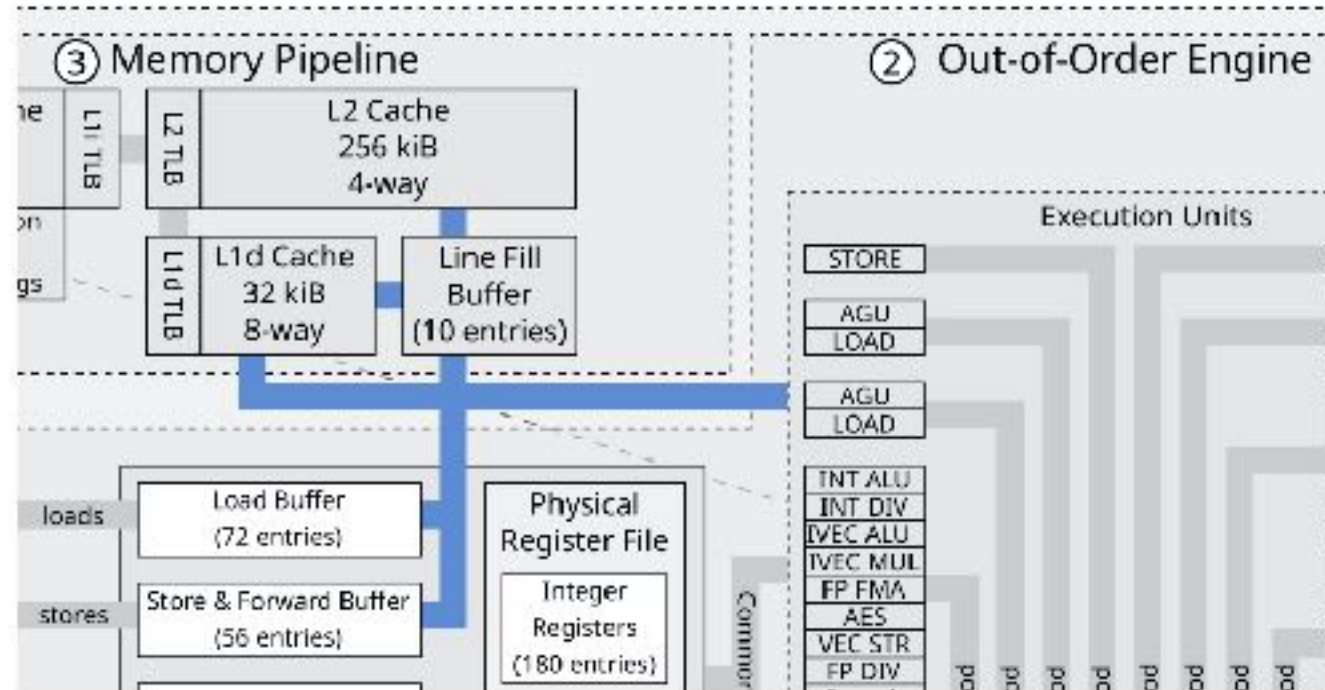 3 Memory Pipeline
2 Out-of-Order Engine
L1i TLB
L2 TLB
L2 Cache
256 kiB
4-way
L1d TLB
L1d Cache
32 kiB
8-way
Line Fill
Buffer
(10 entries)
gs
Execution Units
STORE
AGU
LOAD
AGU
LOAD
INT ALU
INT DIV
IVEC ALU
IVEC MUL
FP FMA
AES
VEC STR
FP DIV
loads
Load Buffer
(72 entries)
stores
Store & Forward Buffer
(56 entries)
Physical
Register File
Integer
Registers
(180 entries)